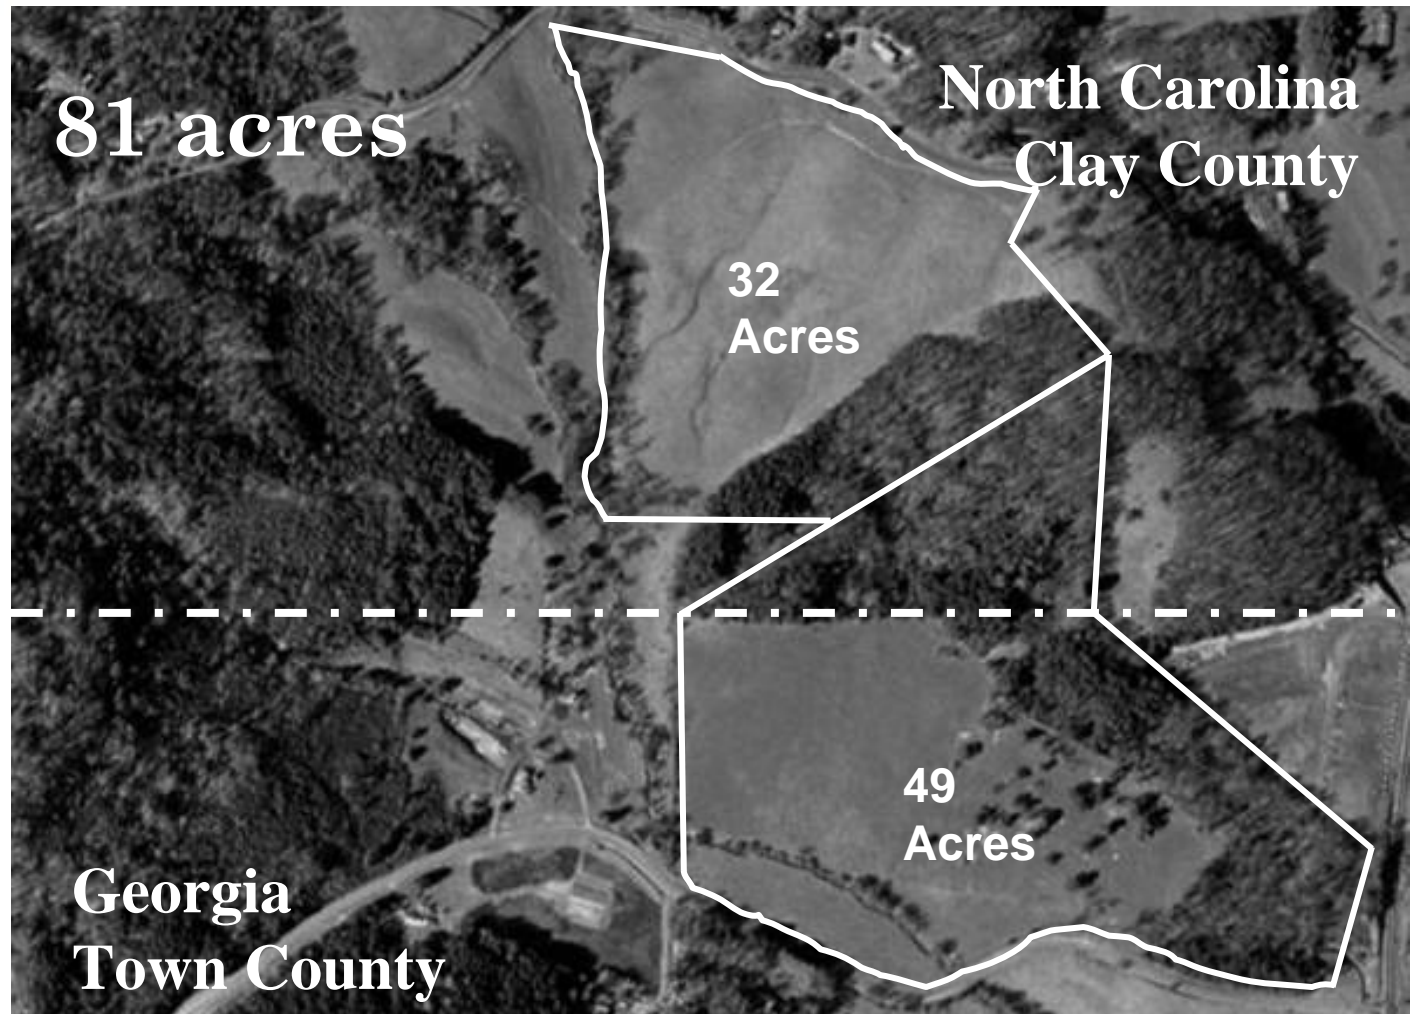 81 acres
North Carolina
Clay County
32
Acres
49
Acres
Georgia
Town County